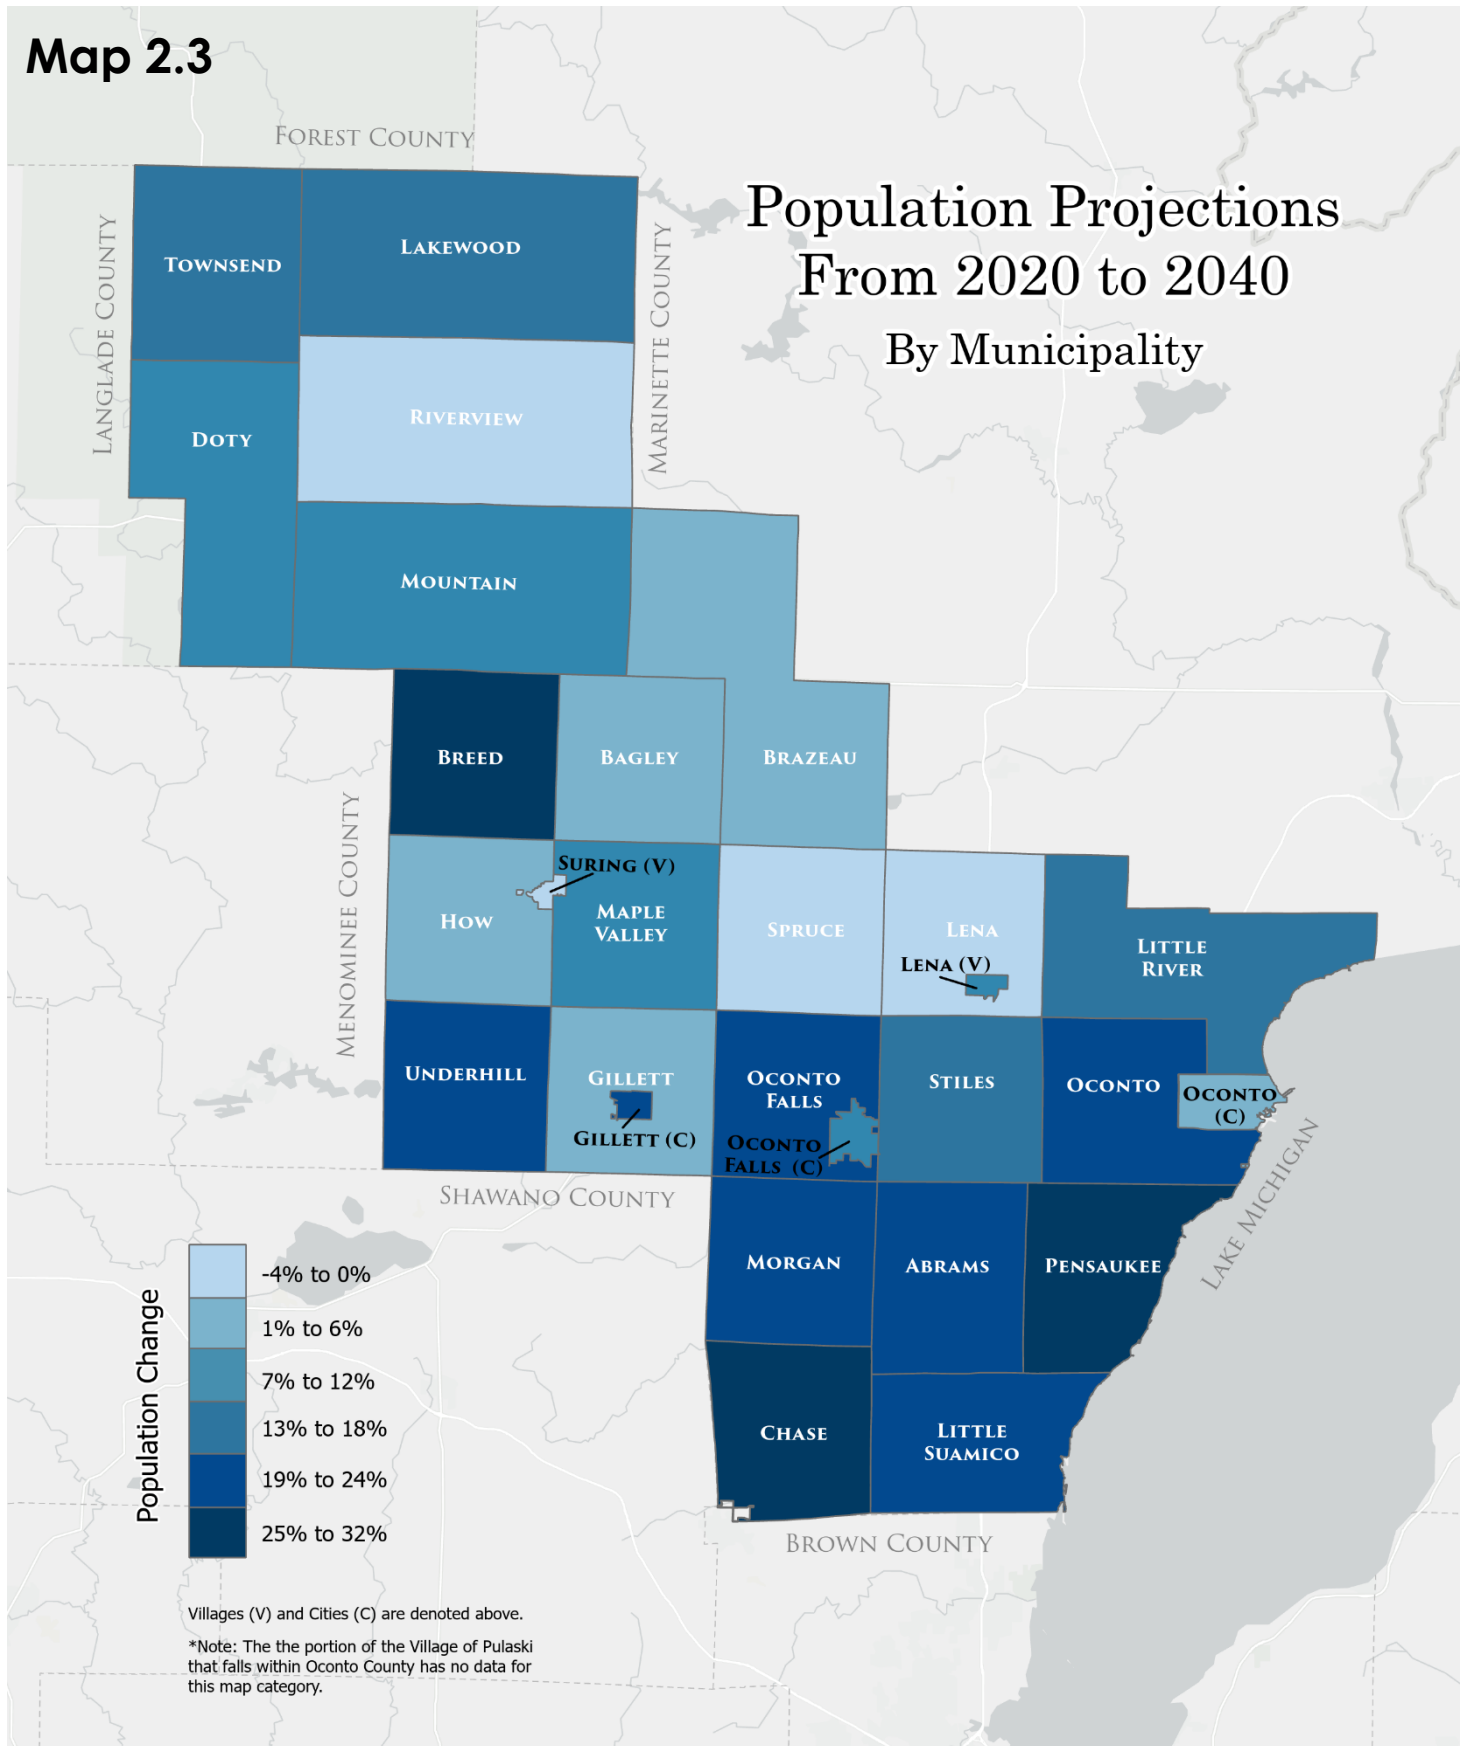 Map 2.3
FOREST COUNTY
Population Projections
From 2020 to 2040
By Municipality
LANGLADE COUNTY
MARINETTE COUNTY
TOWNSEND
LAKEWOOD
RIVERVIEW
DOTY
MOUNTAIN
BREED
BAGLEY
BRAZEAU
MENOMINEE COUNTY
SURING (V)
HOW
MAPLE
VALLEY
SPRUCE
LENA
LENA (V)
LITTLE
RIVER
UNDERHILL
GILLETT
GILLETT (C)
OCONTO
FALLS
OCONTO
FALLS (C)
STILES
OCONTO
OCONTO
(C)
LAKE MICHIGAN
SHAWANO COUNTY
MORGAN
ABRAMS
PENSAUKEE
CHASE
LITTLE
SUAMICO
BROWN COUNTY
Population Change
-4% to 0%
1% to 6%
7% to 12%
13% to 18%
19% to 24%
25% to 32%
Villages (V) and Cities (C) are denoted above.
*Note: The the portion of the Village of Pulaski
that falls within Oconto County has no data for
this map category.